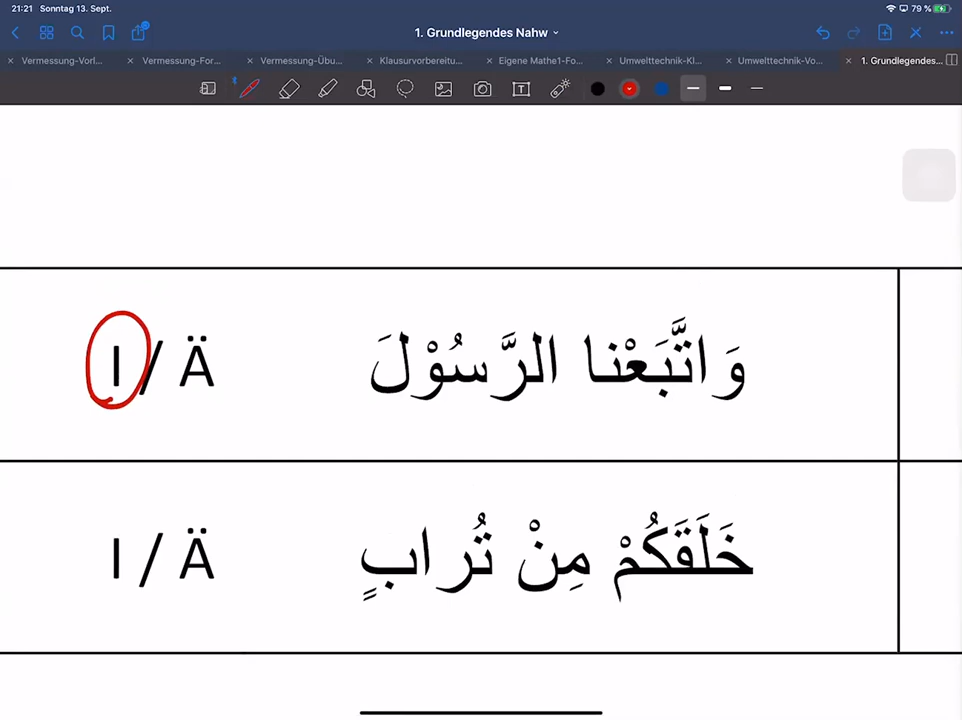 21:21 Sonntag 13. Sept. 79 %
1. Grundlegendes Nahw
Vermessung-Vorl... Vermessung-For... Vermessung-Übu... Klausurvorbereitu... Eigene Mathe1-Fo... Umwelttechnik-Kl... Umwelttechnik-Vo... 1. Grundlegendes...
وَاتَّبَعْنا الرَّسُوْلَ I / Ä
خَلَقَكُمْ مِنْ تُرابٍ I / Ä